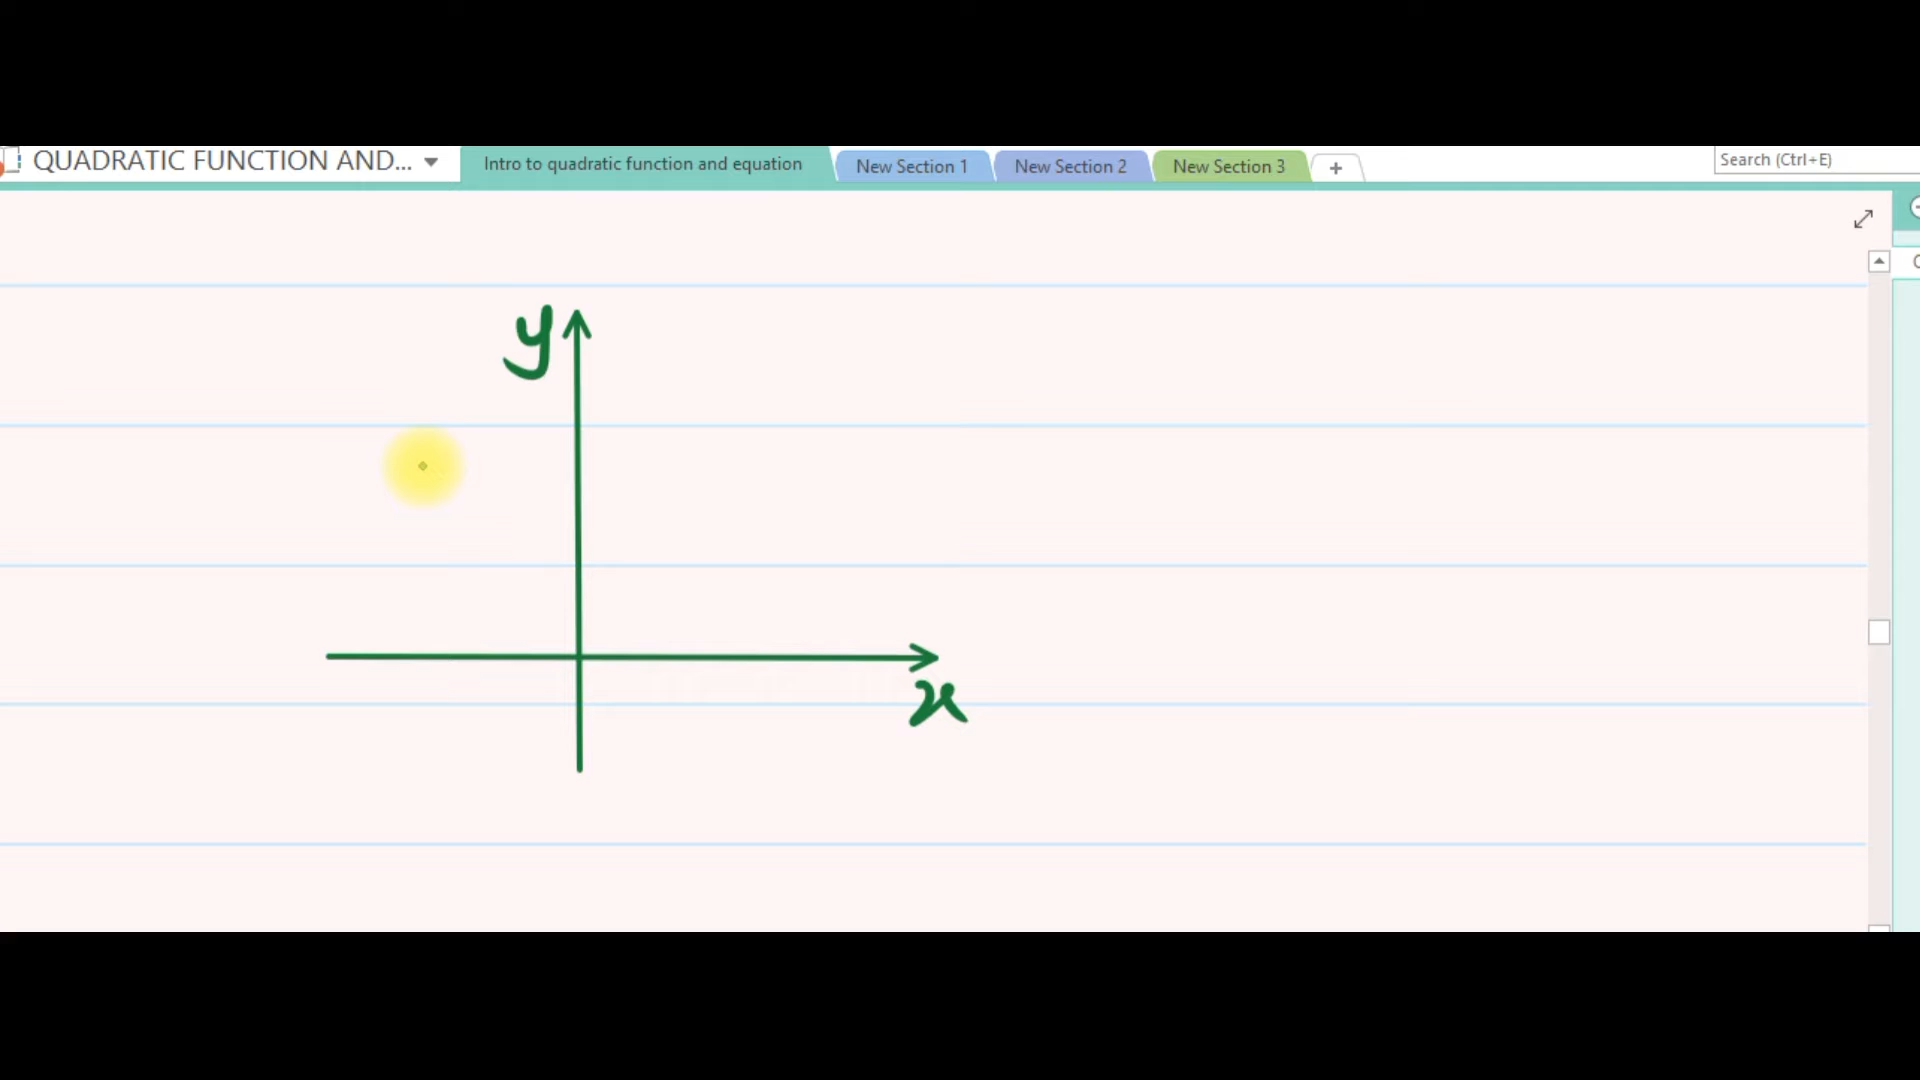 QUADRATIC FUNCTION AND... Intro to quadratic function and equation New Section 1 New Section 2 New Section 3 + Search (Ctrl+E)
y
x